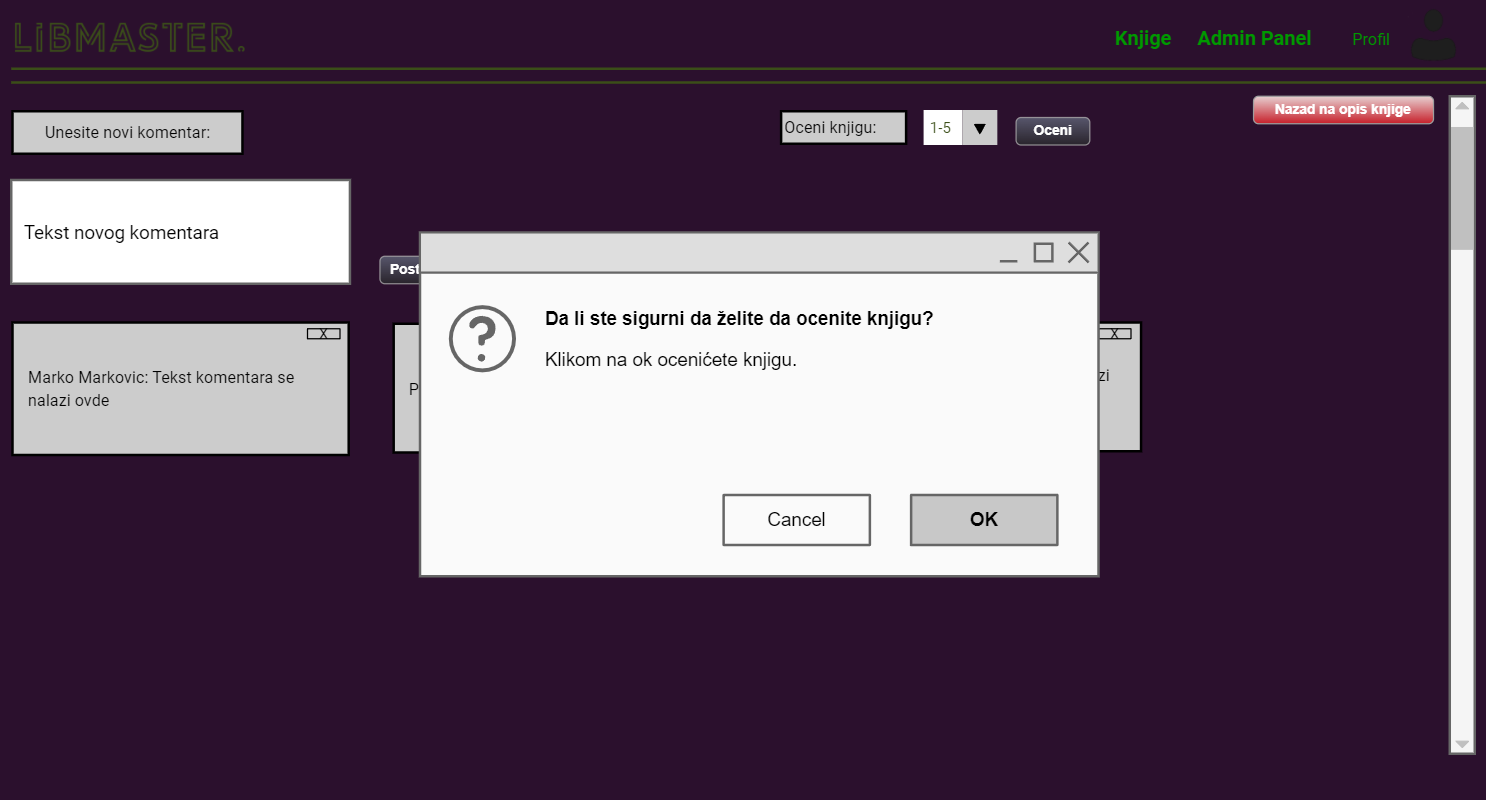 LiBMASTER.
Knjige Admin Panel Profil
Nazad na opis knjige
Unesite novi komentar:
Oceni knjigu: 1-5 ▼ Oceni
Tekst novog komentara
Post
Da li ste sigurni da želite da ocenite knjigu?
Klikom na ok ocenićete knjigu.
Cancel OK
X
Marko Markovic: Tekst komentara se
nalazi ovde
P
X
zi